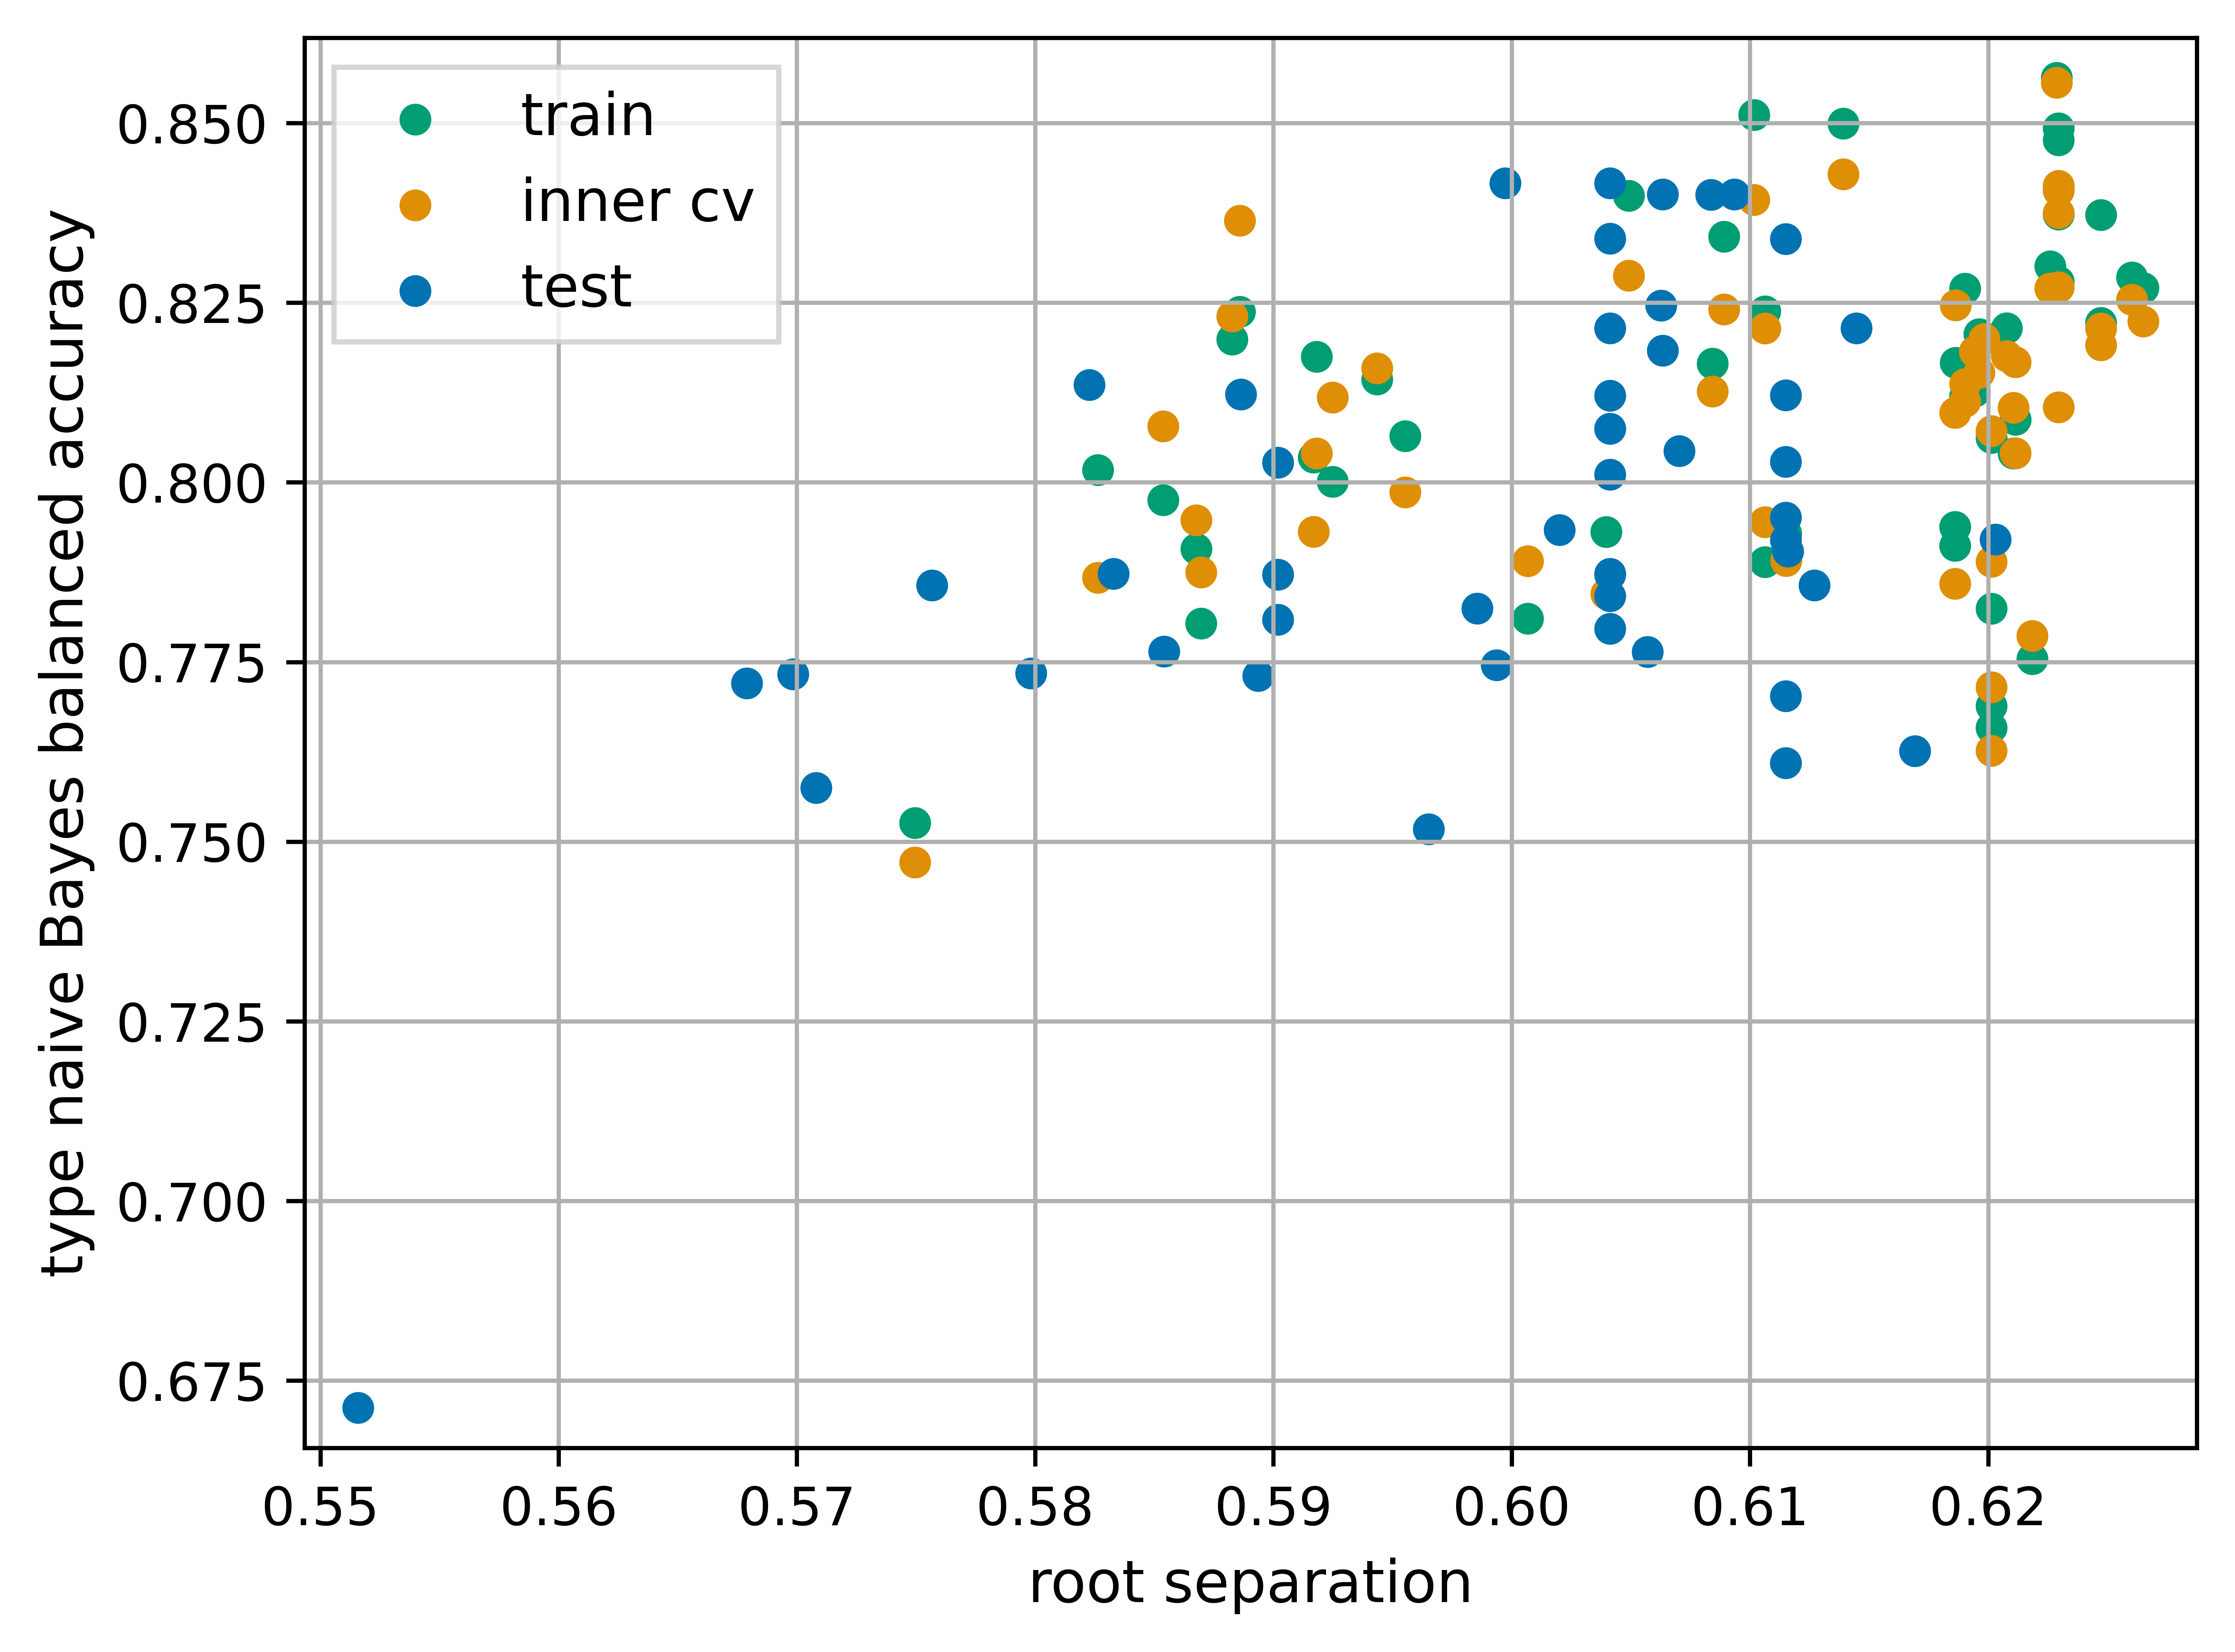 train
inner cv
test
0.850
0.825
0.800
0.775
0.750
0.725
0.700
0.675
type naive Bayes balanced accuracy
0.55 0.56 0.57 0.58 0.59 0.60 0.61 0.62
root separation